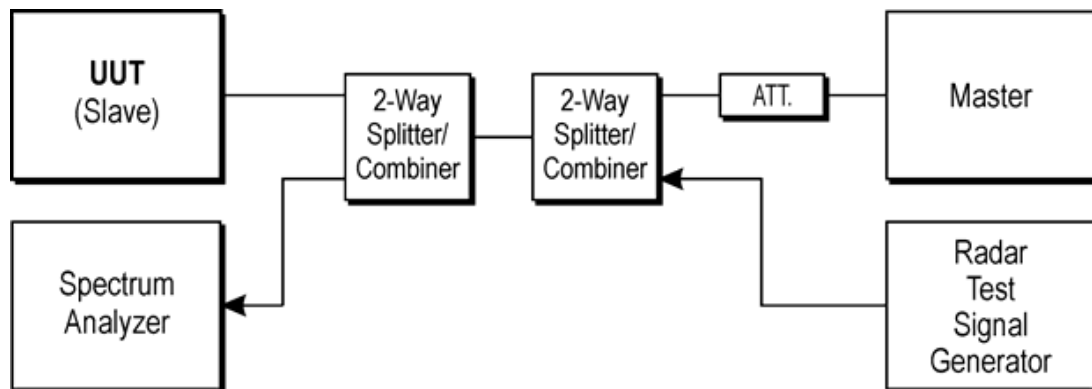 UUT
(Slave)
2-Way
Splitter/
Combiner
2-Way
Splitter/
Combiner
ATT.
Master
Spectrum
Analyzer
Radar
Test
Signal
Generator